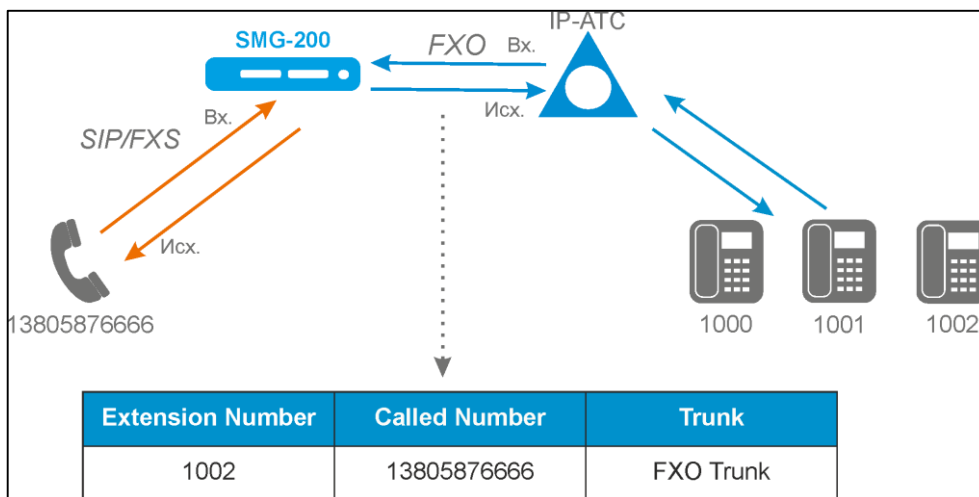 IP-ATC
SMG-200
FXO
Вх.
Исх.
SIP/FXS
Вх.
Исх.
13805876666
1000
1001
1002
Extension Number
Called Number
Trunk
1002
13805876666
FXO Trunk